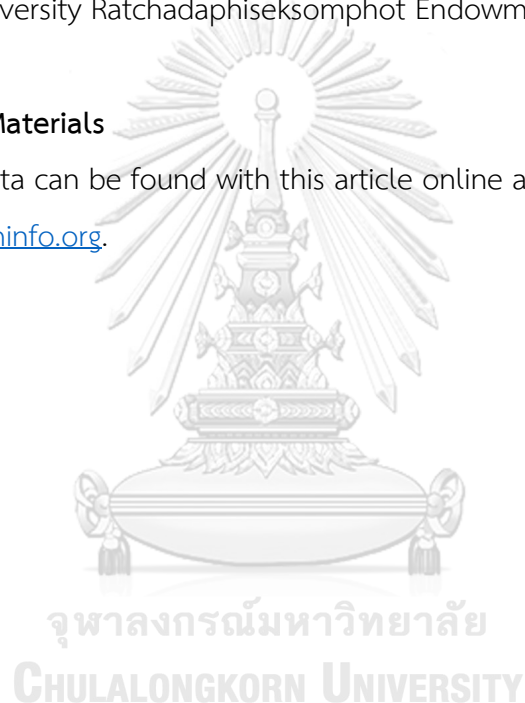 versity Ratchadaphiseksomphot Endowm
Materials
ta can be found with this article online a
ninfo.org.
จุฬาลงกรณ์มหาวิทยาลัย
CHULALONGKORN UNIVERSITY